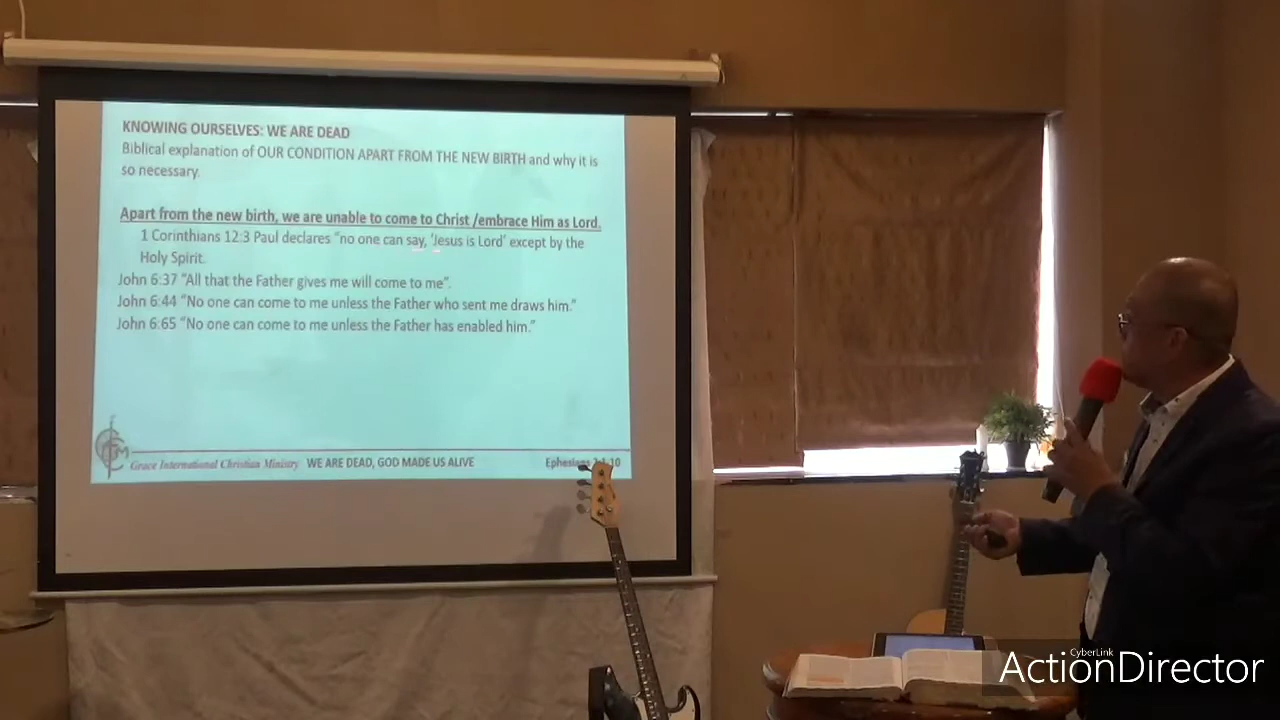 KNOWING OURSELVES: WE ARE DEAD
Biblical explanation of OUR CONDITION APART FROM THE NEW BIRTH and why it is
so necessary.
Apart from the new birth, we are unable to come to Christ /embrace Him as Lord.
1 Corinthians 12:3 Paul declares "no one can say, 'Jesus is Lord' except by the
Holy Spirit.
John 6:37 "All that the Father gives me will come to me".
John 6:44 "No one can come to me unless the Father who sent me draws him."
John 6:65 "No one can come to me unless the Father has enabled him."
Grace International Christian Ministry WE ARE DEAD, GOD MADE US ALIVE Ephesians
CyberLink
ActionDirector